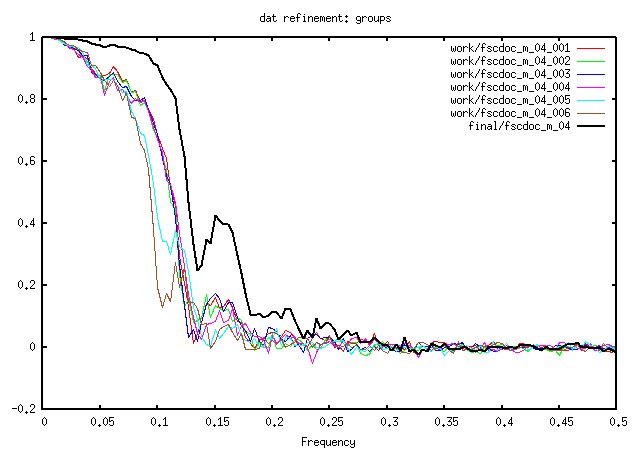 dat refinement: groups
1
0.8
0.6
0.4
0.2
0
-0.2
work/fscdoc_m_04_001
work/fscdoc_m_04_002
work/fscdoc_m_04_003
work/fscdoc_m_04_004
work/fscdoc_m_04_005
work/fscdoc_m_04_006
final/fscdoc_m_04
0 0.05 0.1 0.15 0.2 0.25 0.3 0.35 0.4 0.45 0.5
Frequency